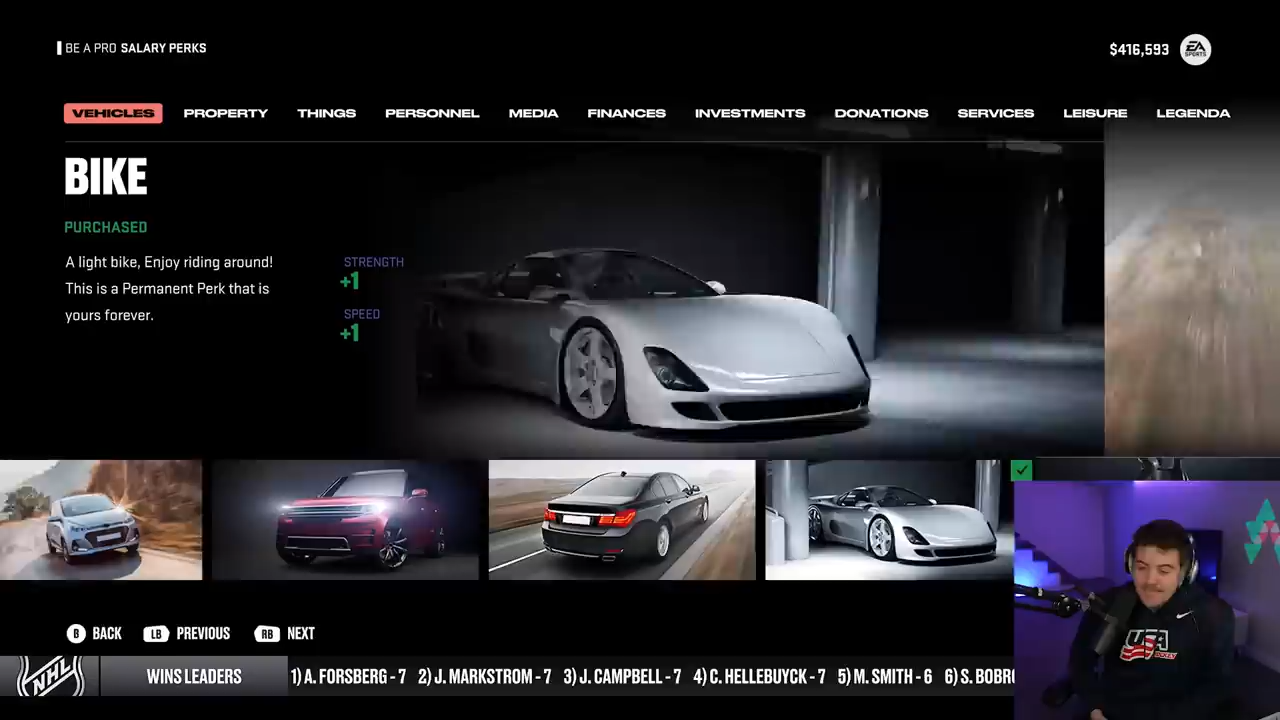 BE A PRO SALARY PERKS
$416,593
EA SPORTS
VEHICLES PROPERTY THINGS PERSONNEL MEDIA FINANCES INVESTMENTS DONATIONS SERVICES LEISURE LEGENDA
BIKE
PURCHASED
A light bike, Enjoy riding around!
This is a Permanent Perk that is
yours forever.
STRENGTH
+1
SPEED
+1
B BACK LB PREVIOUS RB NEXT
NHL WINS LEADERS 1) A. FORSBERG - 7 2) J. MARKSTROM - 7 3) J. CAMPBELL - 7 4) C. HELLEBUYCK - 7 5) M. SMITH - 6 6) S. BOBRO
USA
HOCKEY